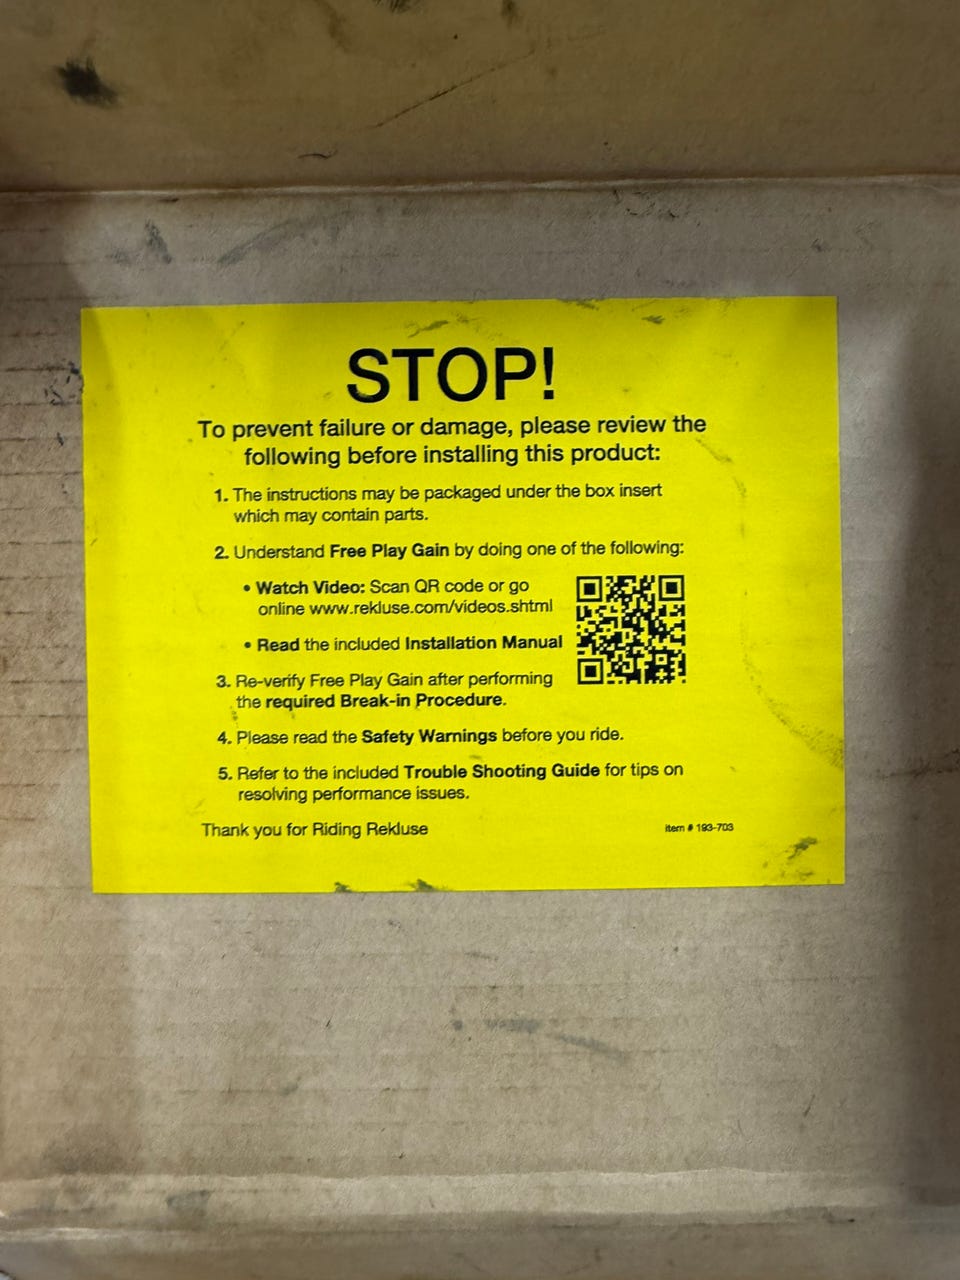 STOP!
To prevent failure or damage, please review the
following before installing this product:
1. The instructions may be packaged under the box insert
which may contain parts.
2. Understand Free Play Gain by doing one of the following:
• Watch Video: Scan QR code or go
online www.rekluse.com/videos.shtml
• Read the included Installation Manual
3. Re-verify Free Play Gain after performing
the required Break-in Procedure.
4. Please read the Safety Warnings before you ride.
5. Refer to the included Trouble Shooting Guide for tips on
resolving performance issues.
Thank you for Riding Rekluse
Item # 193-703